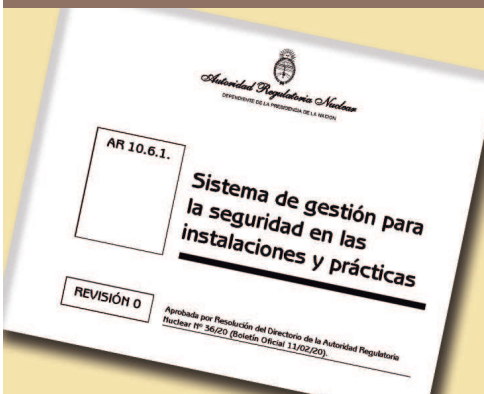 Autoridad Regulatoria Nuclear
DEPENDIENTE DE LA PRESIDENCIA DE LA NACION
AR 10.6.1.
Sistema de gestión para
la seguridad en las
instalaciones y prácticas
REVISIÓN 0
Aprobada por Resolución del Directorio de la Autoridad Regulatoria
Nuclear Nº 36/20 (Boletín Oficial 11/02/20).